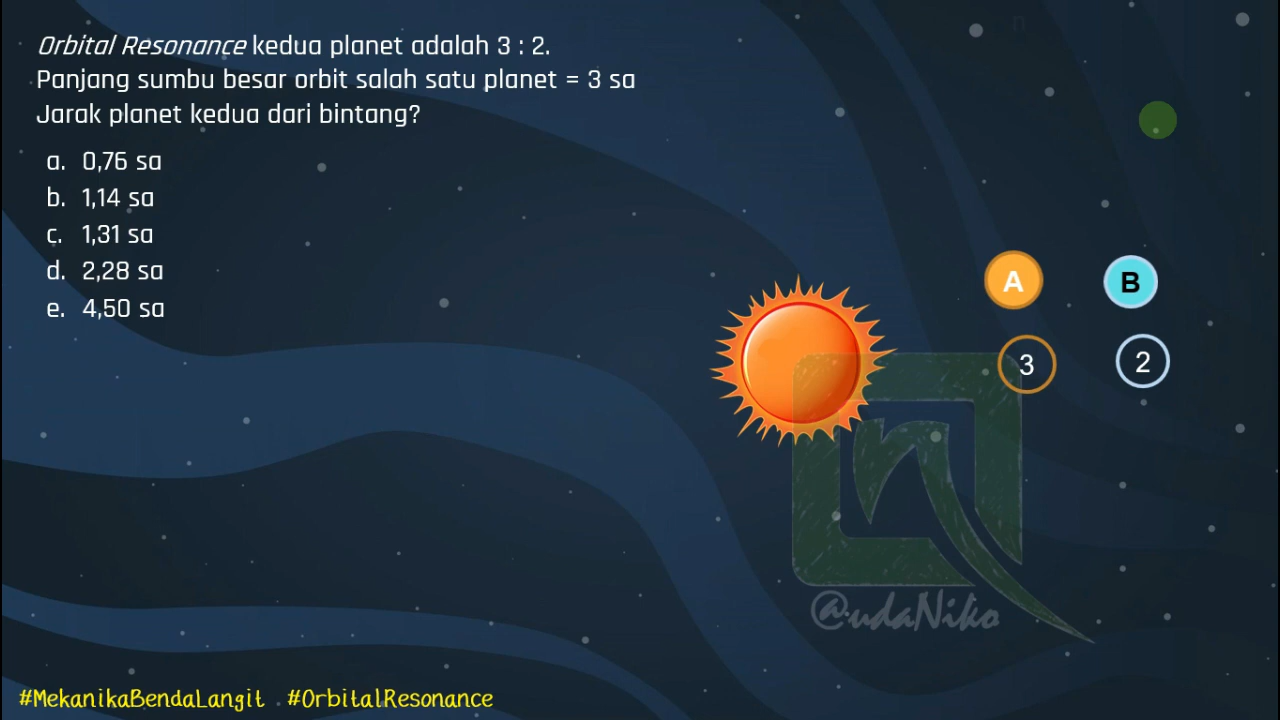 Orbital Resonance kedua planet adalah 3 : 2.
Panjang sumbu besar orbit salah satu planet = 3 sa
Jarak planet kedua dari bintang?
a. 0,76 sa
b. 1,14 sa
c. 1,31 sa
d. 2,28 sa
e. 4,50 sa
A B
3 2
@udaNiko
#MekanikaBendaLangit #OrbitalResonance